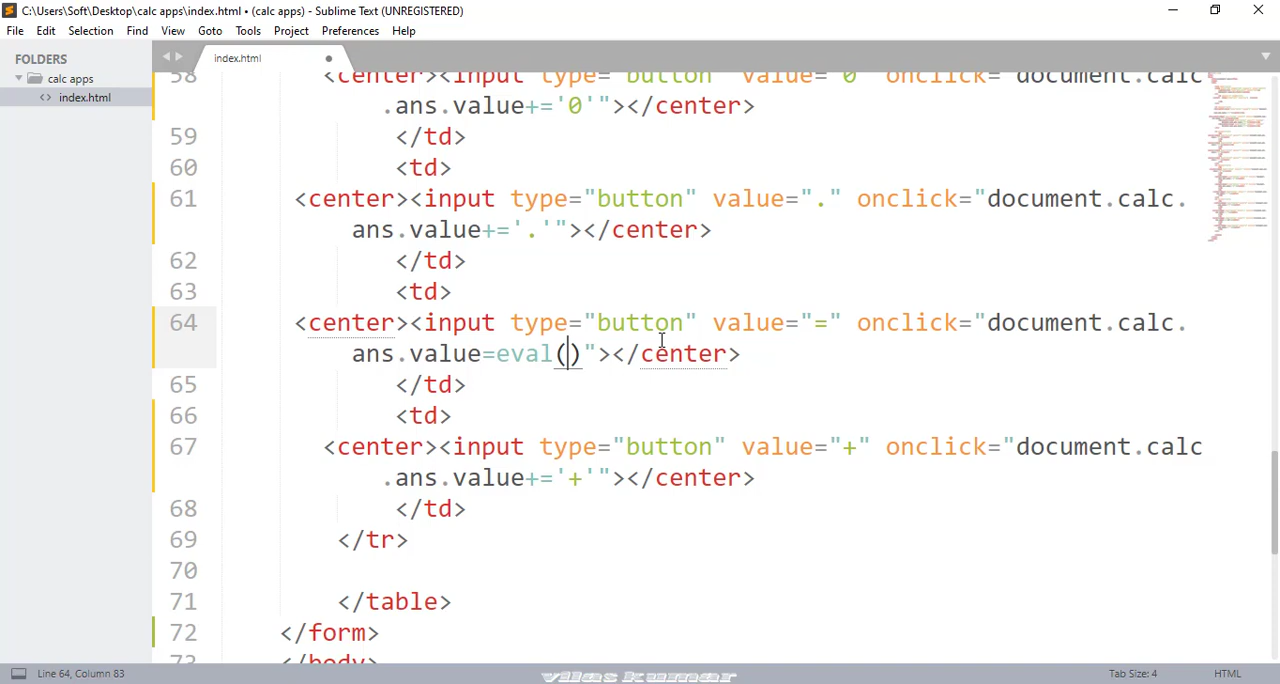 C:\Users\Soft\Desktop\calc apps\index.html • (calc apps) - Sublime Text (UNREGISTERED)
File Edit Selection Find View Goto Tools Project Preferences Help
FOLDERS
calc apps
<> index.html
index.html
58 <center><input type="button" value="0" onclick="document.calc
.ans.value+='0'"></center>
59 </td>
60 <td>
61 <center><input type="button" value="." onclick="document.calc.
ans.value+='.'"></center>
62 </td>
63 <td>
64 <center><input type="button" value="=" onclick="document.calc.
ans.value=eval()"></center>
65 </td>
66 <td>
67 <center><input type="button" value="+" onclick="document.calc
.ans.value+='+'"></center>
68 </td>
69 </tr>
70
71 </table>
72 </form>
73 </body>
Line 64, Column 83
vilas kumar
Tab Size: 4
HTML